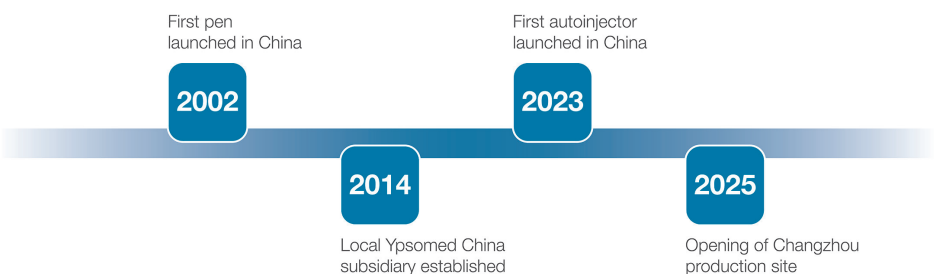 First pen
launched in China
2002
2014
Local Ypsomed China
subsidiary established
First autoinjector
launched in China
2023
2025
Opening of Changzhou
production site